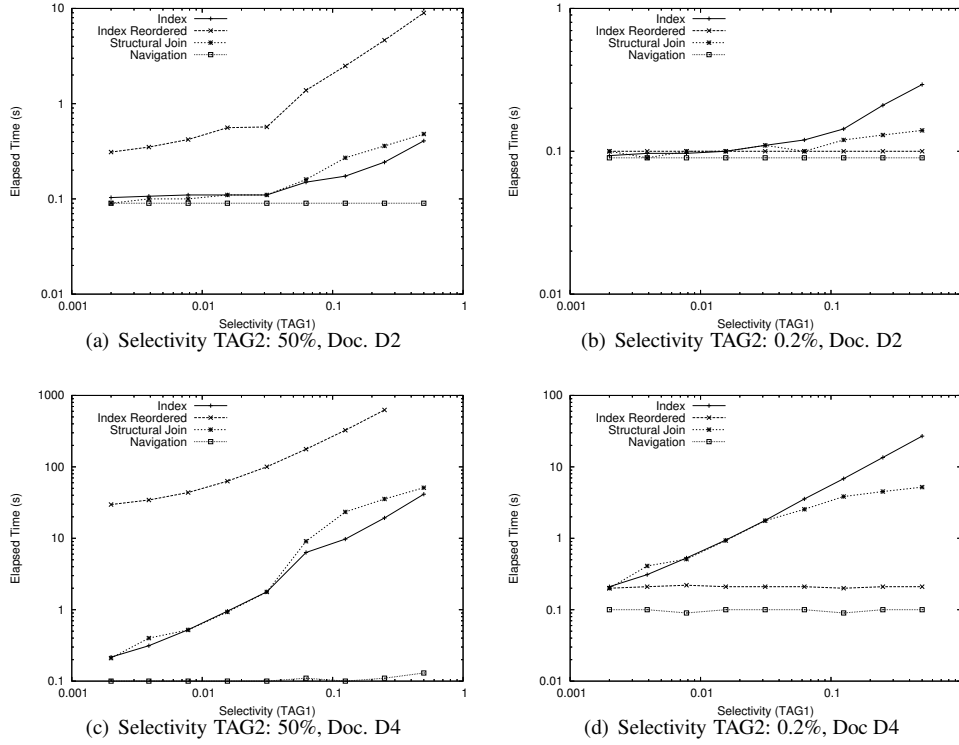 10
1
0.1
0.01
0.001
0.01
0.1
1
Elapsed Time (s)
Selectivity (TAG1)
Index
Index Reordered
Structural Join
Navigation
(a) Selectivity TAG2: 50%, Doc. D2
1
0.1
0.01
0.001
0.01
0.1
Elapsed Time (s)
Selectivity (TAG1)
Index
Index Reordered
Structural Join
Navigation
(b) Selectivity TAG2: 0.2%, Doc. D2
1000
100
10
1
0.1
0.001
0.01
0.1
1
Elapsed Time (s)
Selectivity (TAG1)
Index
Index Reordered
Structural Join
Navigation
(c) Selectivity TAG2: 50%, Doc. D4
100
10
1
0.1
0.01
0.001
0.01
0.1
Elapsed Time (s)
Selectivity (TAG1)
Index
Index Reordered
Structural Join
Navigation
(d) Selectivity TAG2: 0.2%, Doc D4